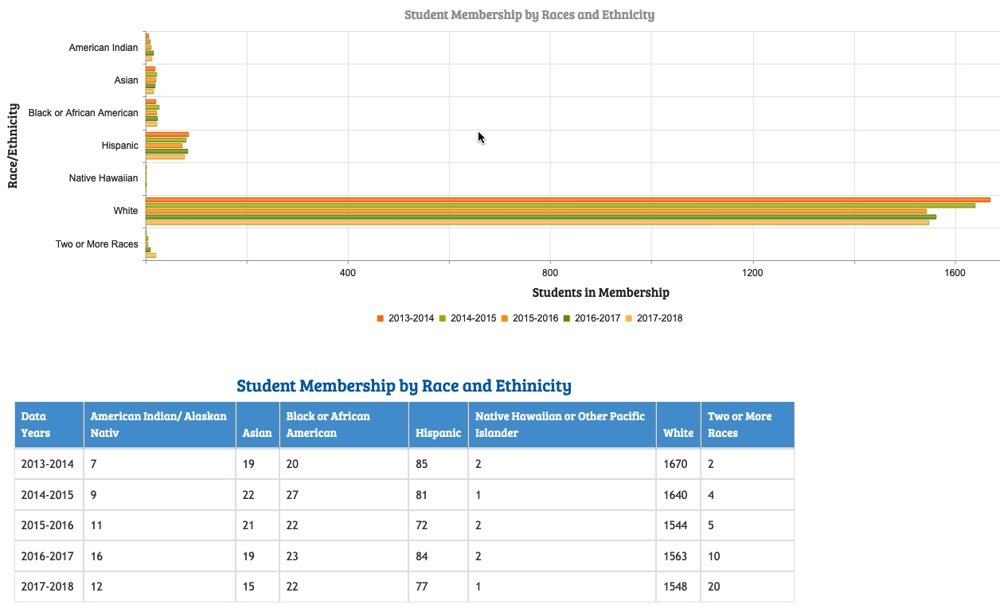 Student Membership by Races and Ethnicity
Race/Ethnicity
American Indian
Asian
Black or African American
Hispanic
Native Hawaiian
White
Two or More Races
400 800 1200 1600
Students in Membership
2013-2014 2014-2015 2015-2016 2016-2017 2017-2018
Student Membership by Race and Ethinicity
Data Years American Indian/ Alaskan Nativ Asian Black or African American Hispanic Native Hawaiian or Other Pacific Islander White Two or More Races
2013-2014 7 19 20 85 2 1670 2
2014-2015 9 22 27 81 1 1640 4
2015-2016 11 21 22 72 2 1544 5
2016-2017 16 19 23 84 2 1563 10
2017-2018 12 15 22 77 1 1548 20